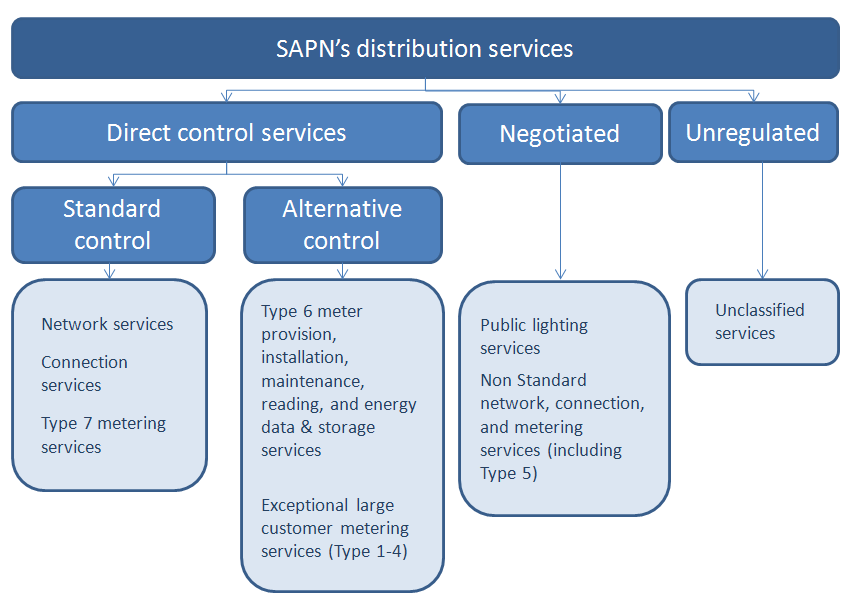 SAPN’s distribution services
Direct control services
Negotiated
Unregulated
Standard
control
Alternative
control
Network services
Connection
services
Type 7 metering
services
Type 6 meter
provision,
installation,
maintenance,
reading, and energy
data & storage
services
Exceptional large
customer metering
services (Type 1-4)
Public lighting
services
Non Standard
network, connection,
and metering
services (including
Type 5)
Unclassified
services